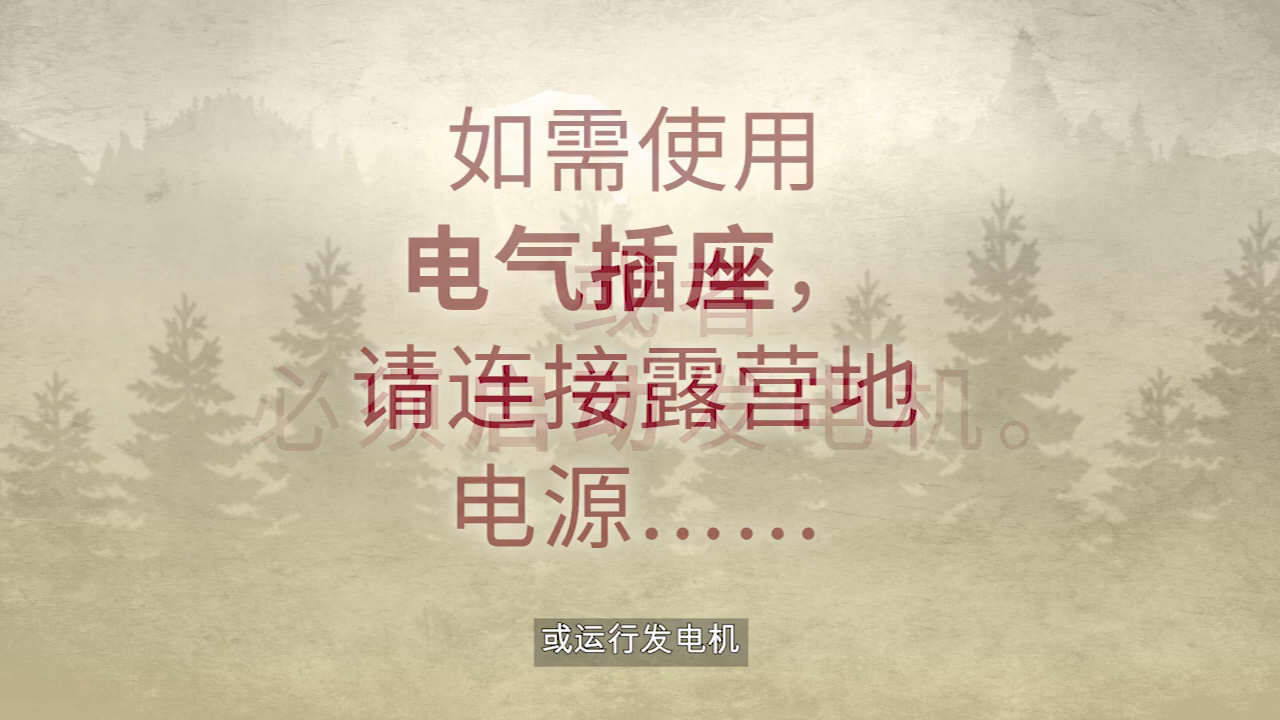 如需使用
电气插座，
请连接露营地
电源……
或者
必须启动发电机。
或运行发电机